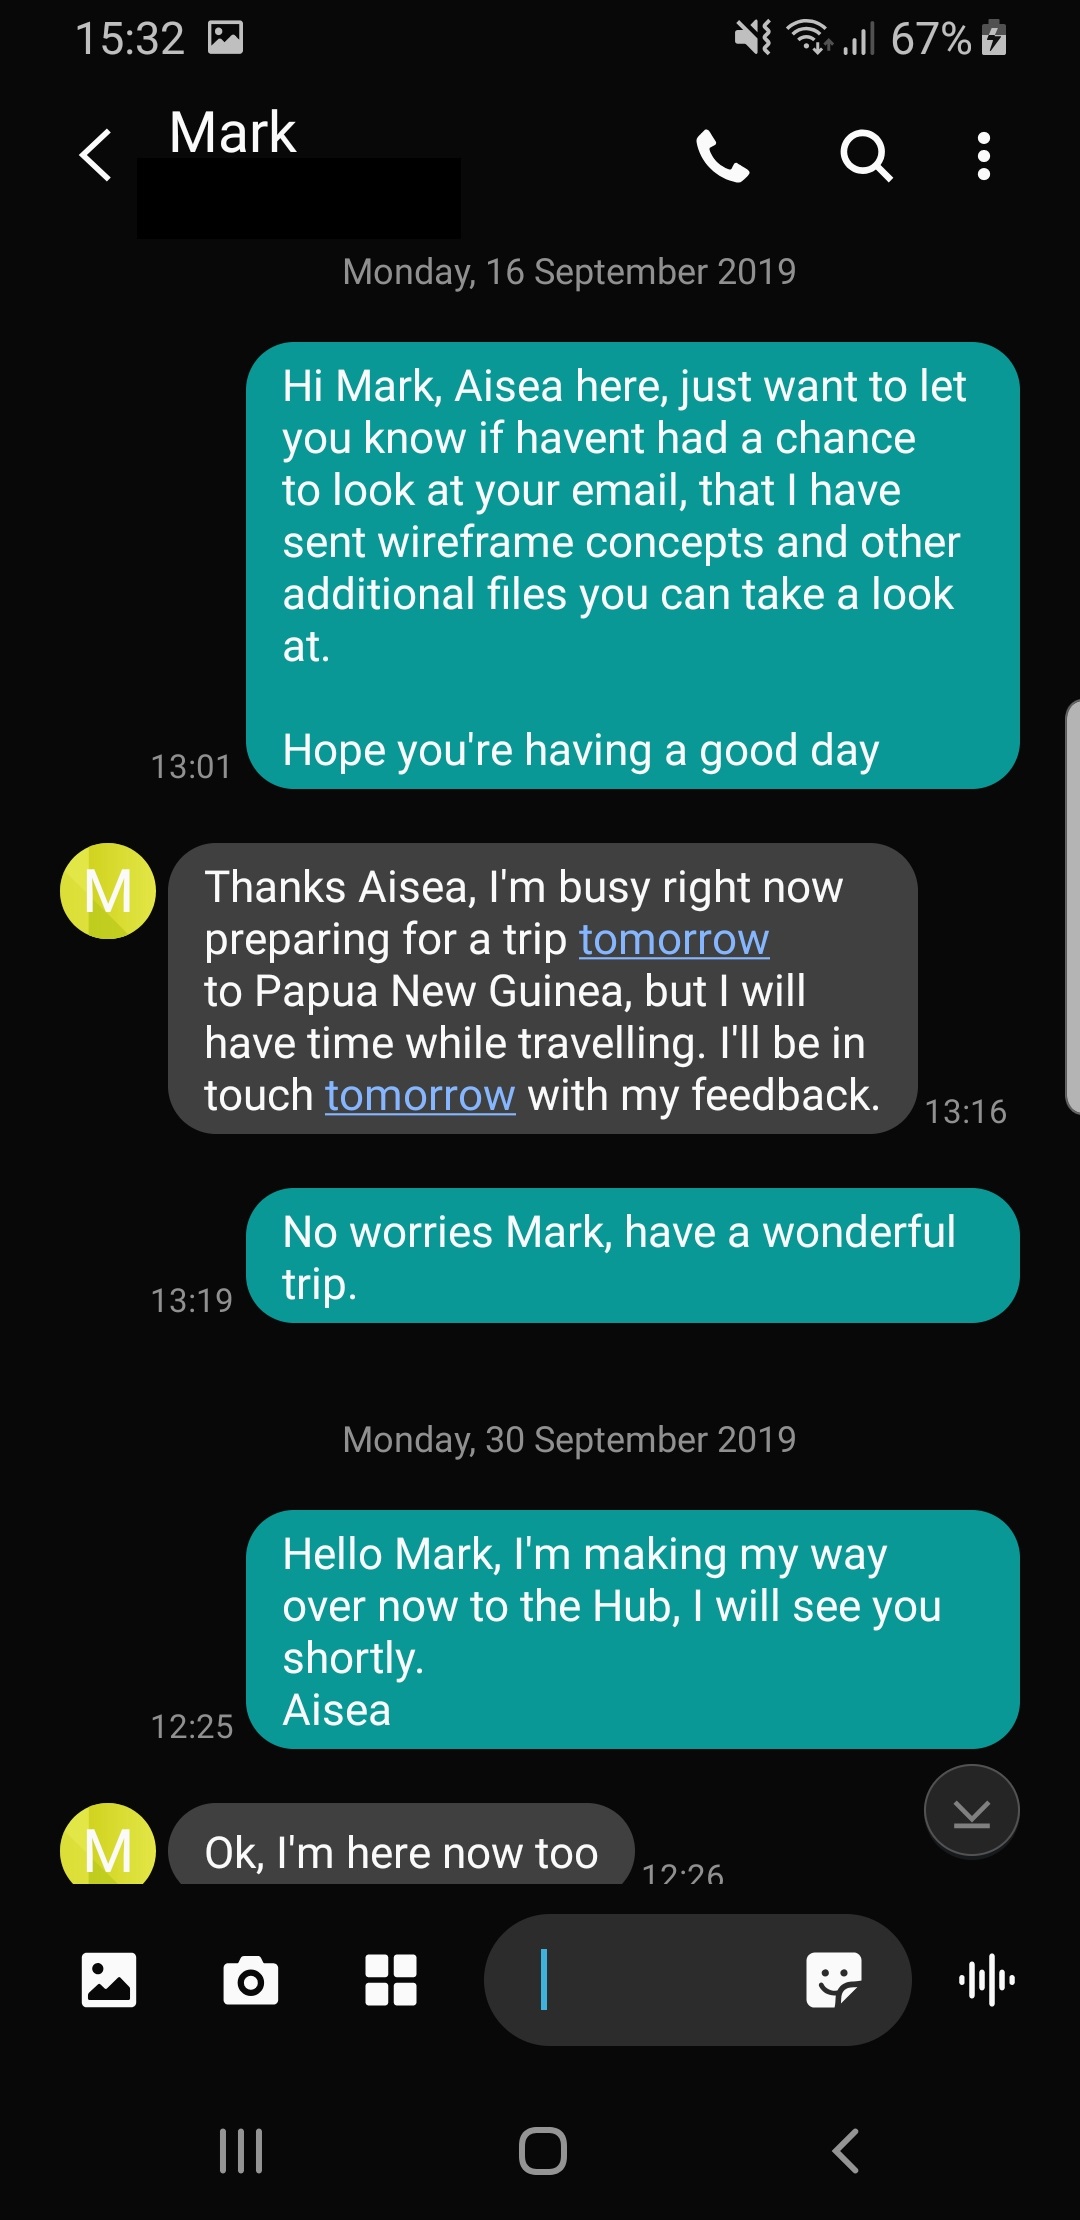 15:32
67%
Mark
Monday, 16 September 2019
Hi Mark, Aisea here, just want to let
you know if havent had a chance
to look at your email, that I have
sent wireframe concepts and other
additional files you can take a look
at.
Hope you're having a good day
13:01
M
Thanks Aisea, I'm busy right now
preparing for a trip tomorrow
to Papua New Guinea, but I will
have time while travelling. I'll be in
touch tomorrow with my feedback.
13:16
No worries Mark, have a wonderful
trip.
13:19
Monday, 30 September 2019
Hello Mark, I'm making my way
over now to the Hub, I will see you
shortly.
Aisea
12:25
M
Ok, I'm here now too
12:26